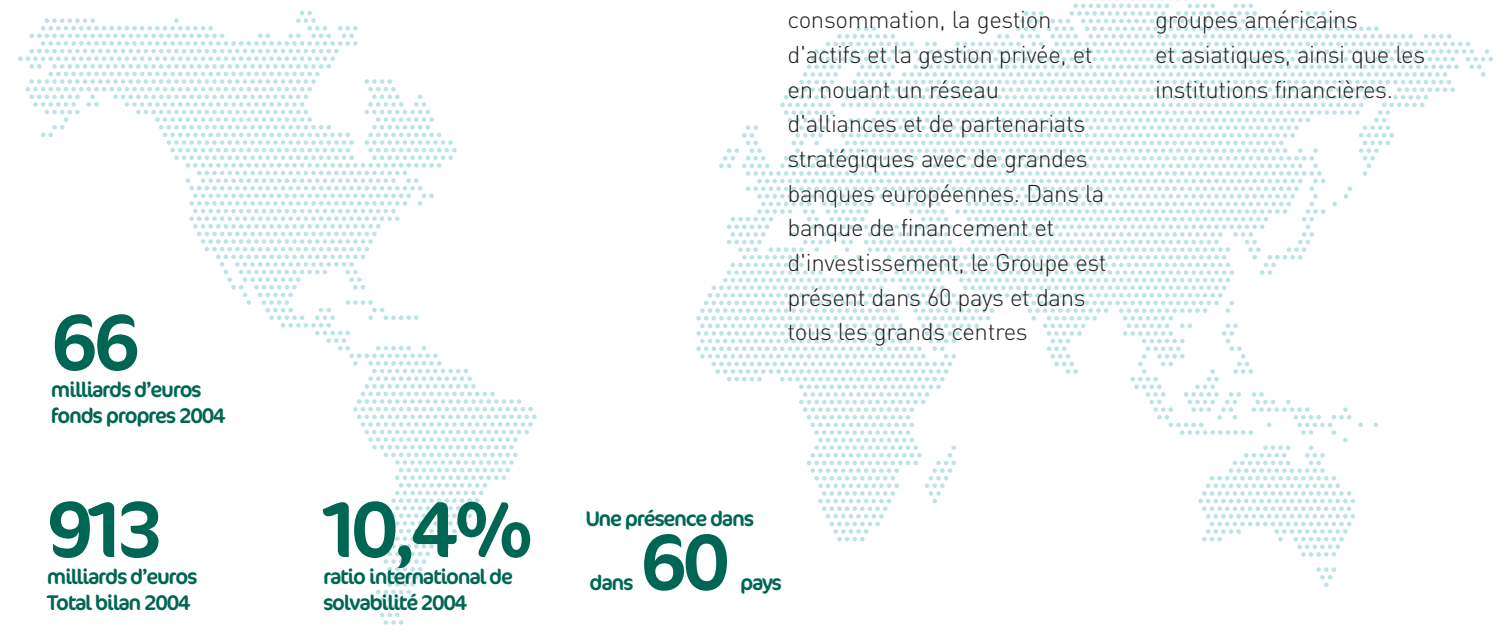 consommation, la gestion
d'actifs et la gestion privée, et
en nouant un réseau
d'alliances et de partenariats
stratégiques avec de grandes
banques européennes. Dans la
banque de financement et
d'investissement, le Groupe est
présent dans 60 pays et dans
tous les grands centres
groupes américains
et asiatiques, ainsi que les
institutions financières.
66
milliards d'euros
fonds propres 2004
913
milliards d'euros
Total bilan 2004
10,4%
ratio international de
solvabilité 2004
Une présence dans
dans 60 pays